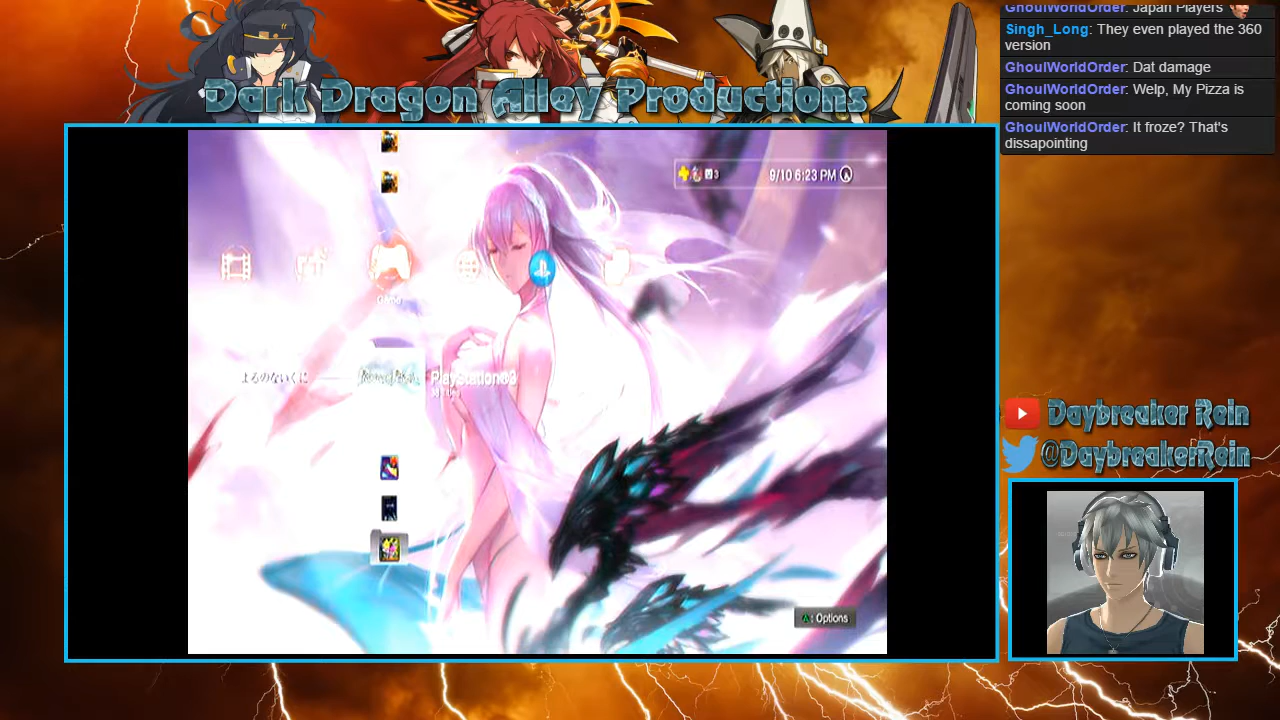 GhoulWorldOrder: Japan Players
Singh_Long: They even played the 360
version
GhoulWorldOrder: Dat damage
GhoulWorldOrder: Welp, My Pizza is
coming soon
GhoulWorldOrder: It froze? That's
dissapointing
Dark Dragon Alley Productions
3
9/10 6:23 PM
Game
よるのないくに
PlayStation®3
: Options
Daybreaker Rein
@DaybreakerRein